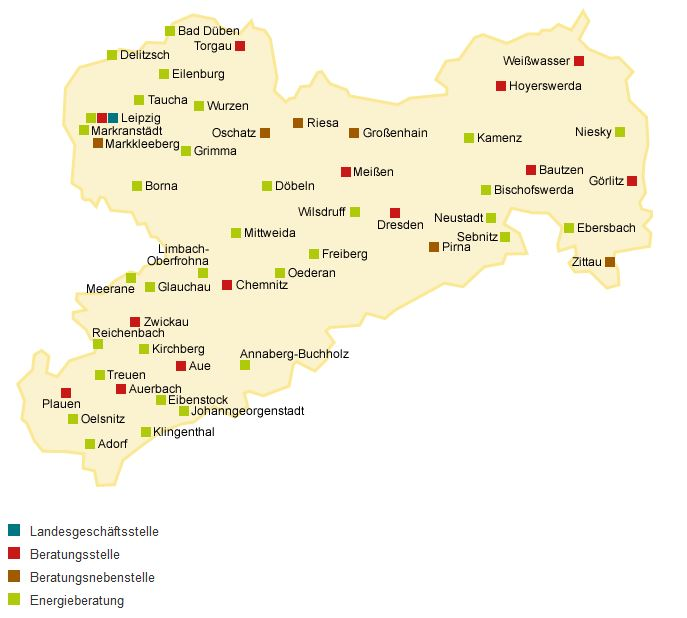 Bad Düben
Torgau
Delitzsch
Weißwasser
Eilenburg
Hoyerswerda
Taucha
Wurzen
Leipzig
Riesa
Markranstädt
Oschatz
Großenhain
Niesky
Kamenz
Markkleeberg
Grimma
Meißen
Bautzen
Görlitz
Borna
Döbeln
Bischofswerda
Wilsdruff
Dresden
Neustadt
Ebersbach
Mittweida
Sebnitz
Pirna
Limbach-
Oberfrohna
Freiberg
Zittau
Oederan
Meerane
Glauchau
Chemnitz
Zwickau
Reichenbach
Kirchberg
Annaberg-Buchholz
Aue
Treuen
Auerbach
Plauen
Eibenstock
Johanngeorgenstadt
Oelsnitz
Klingenthal
Adorf
Landesgeschäftsstelle
Beratungsstelle
Beratungsnebenstelle
Energieberatung